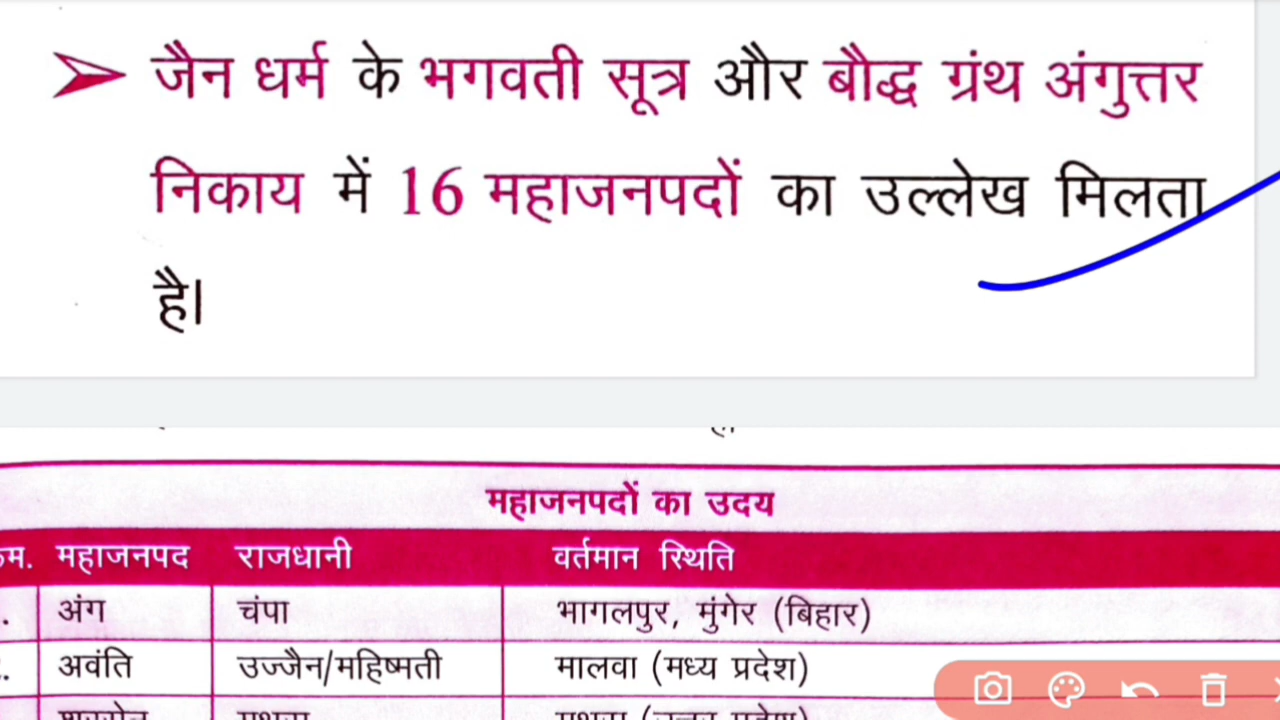 जैन धर्म के भगवती सूत्र और बौद्ध ग्रंथ अंगुत्तर
निकाय में 16 महाजनपदों का उल्लेख मिलता
है।
महाजनपदों का उदय
महाजनपद राजधानी वर्तमान स्थिति
अंग चंपा भागलपुर, मुंगेर (बिहार)
अवंति उज्जैन/महिष्मती मालवा (मध्य प्रदेश)